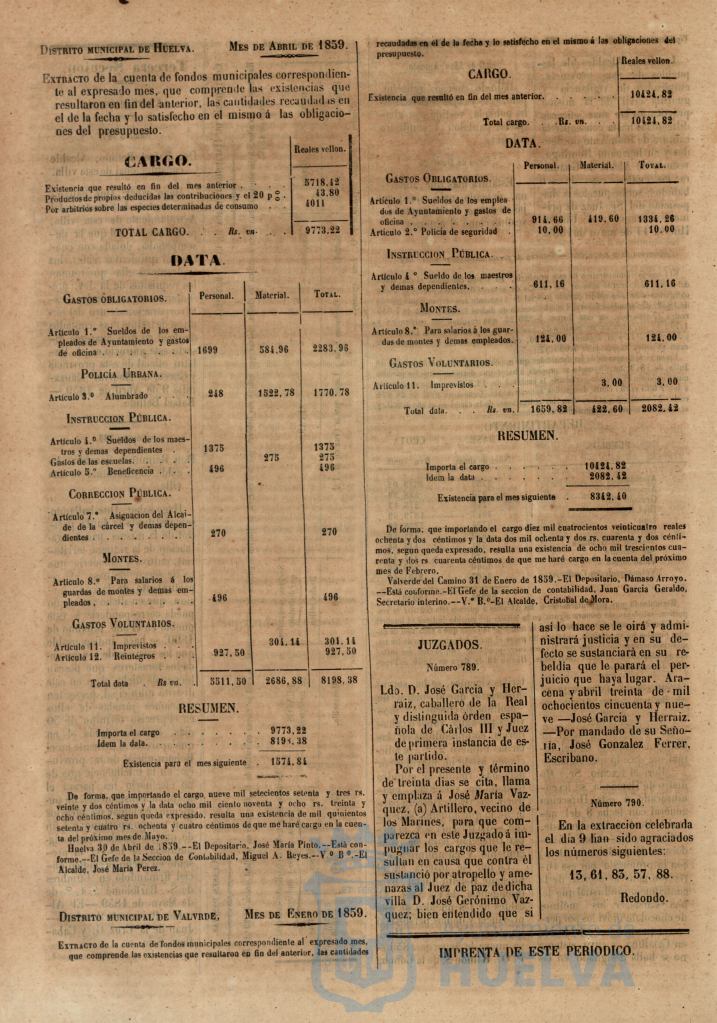 Distrito municipal de Huelva. Mes de Abril de 1859.
Extracto de la cuenta de fondos municipales correspondien-
te al expresado mes, que comprende las existencias que
resultaron en fin del anterior, las cantidades recaudadas en
el de la fecha y lo satisfecho en el mismo á las obligacio-
nes del presupuesto.
CARGO.
Reales vellon.
Existencia que resultó en fin del mes anterior . . 5718,42
Productos de propios deducidas las contribuciones y el 20 p% . 43.80
Por arbitrios sobre las especies determinadas de consumo . . 4011
TOTAL CARGO. . . Rs. vn. . . 9773,22
DATA.
Gastos obligatorios. Personal. Material. Total.
Artículo 1.º Sueldos de los em-
pleados de Ayuntamiento y gastos
de oficina . . . . . . 1699 584,96 2283,96
Policía Urbana.
Artículo 3.º Alumbrado . . . 248 1522,78 1770,78
Instruccion Pública.
Artículo 4.º Sueldos de los maes-
tros y demas dependientes . . 1375 1375
Gastos de las escuelas. . . . . 275 275
Artículo 5.º Beneficencia . . . 496 496
Correccion Pública.
Artículo 7.º Asignacion del Alcai-
de de la cárcel y demas depen-
dientes . . . . . . . 270 270
Montes.
Artículo 8.º Para salarios á los
guardas de montes y demas em-
pleados . . . . . . . 496 496
Gastos Voluntarios.
Artículo 11. Imprevistos . . . 304,14 304,14
Artículo 12. Reintegros . . . 927,50 927,50
Total data . Rs vn. . 5511,50 2686,88 8198,38
RESUMEN.
Importa el cargo . . . . . . . 9773,22
Idem la data. . . . . . . . . 8198,38
Existencia para el mes siguiente . 1574,84
De forma, que importando el cargo, nueve mil setecientos setenta y tres rs.
veinte y dos céntimos y la data ocho mil ciento noventa y ocho rs. treinta y
ocho céntimos, segun queda expresado, resulta una existencia de mil quinientos
setenta y cuatro rs. ochenta y cuatro céntimos de que me haré cargo en la cuen-
ta del próximo mes de Mayo.
Huelva 30 de Abril de 1859.--El Depositario, José María Pinto.--Está con-
forme.--El Gefe de la Seccion de Contabilidad, Miguel A. Reyes.--Vº Bº.-El
Alcalde, José María Perez.
Distrito municipal de Valvrde. Mes de Enero de 1859.
Extracto de la cuenta de fondos municipales correspondiente al expresado mes,
que comprende las existencias que resultaron en fin del anterior, las cantidades
recaudadas en él de la fecha y lo satisfecho en el mismo á las obligaciones del
presupuesto.
Reales vellon.
CARGO.
Existencia que resultó en fin del mes anterior. . . . . . 10424,82
Total cargo. . . Rs. vn. . . 10424,82
DATA.
Personal. Material. Total.
Gastos Obligatorios.
Artículo 1.º Sueldos de los emplea
dos de Ayuntamiento y gastos de
oficina . . . . . . . 914,66 419,60 1334,26
Artículo 2.º Policía de seguridad . 10,00 10,00
Instruccion Pública. .
Artículo 4 º Sueldo de los maestros
y demas dependientes. . 611,16 611,16
Montes.
Artículo 8.º Para salarios á los guar-
das de montes y demas empleados. 124,00 124,00
Gastos Voluntarios.
Artículo 11. Imprevistos . . . 3,00 3,00
Total data. . . Rs vn. 1659,82 422,60 2082,42
RESUMEN.
Importa el cargo . . . . . . 10424,82
Idem la data . . . . . . . 2082,42
Existencia para el mes siguiente . 8342,40
De forma, que importando el cargo diez mil cuatrocientos veinticuatro reales
ochenta y dos céntimos y la data dos mil ochenta y dos rs. cuarenta y dos cénti-
mos, segun queda expresado, resulta una existencia de ocho mil trescientos cua-
renta y dos rs. cuarenta céntimos de que me haré cargo en la cuenta del próximo
mes de Febrero.
Valverde del Camino 31 de Enero de 1859.-El Depositario, Dámaso Arroyo.
--Está conforme.-El Gefe de la seccion de contabilidad, Juan Garcia Geraldo,
Secretario interino.--V.º B.º-El Alcalde, Cristobal de Mora.
JUZGADOS.
Número 789.
Ldo. D. José Garcia y Her-
raiz, caballero de la Real
y distinguida órden espa-
ñola de Cárlos III y Juez
de primera instancia de es-
te partido.
Por el presente y término
de treinta dias se cita, llama
y emplaza á José María Vaz-
quez, (a) Artillero, vecino de
los Marines, para que com-
parezca en este Juzgado á im-
pugnar los cargos que le re-
sultan en causa que contra él
sustanció por atropello y ame-
nazas al Juez de paz de dicha
villa D. José Gerónimo Vaz-
quez; bien entendido que si
así lo hace se le oirá y admi-
nistrará justicia y en su de-
fecto se sustanciará en su re-
beldia que le parará el per-
juicio que haya lugar. Ara-
cena y abril treinta de mil
ochocientos cincuenta y nue-
ve —José García y Herraiz.
—Por mandado de su Seño-
ría, José Gonzalez Ferrer,
Escribano.
Número 790.
En la extraccion celebrada
el dia 9 han sido agraciados
los números siguientes:
13, 61, 83, 57, 88.
Redondo.
IMPRENTA DE ESTE PERIODICO.
HUELVA